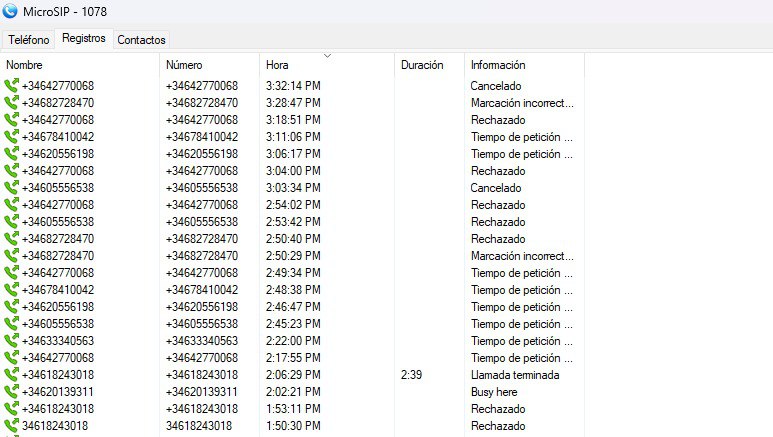 MicroSIP - 1078
Teléfono Registros Contactos
Nombre Número Hora Duración Información
+34642770068 +34642770068 3:32:14 PM Cancelado
+34682728470 +34682728470 3:28:47 PM Marcación incorrect...
+34642770068 +34642770068 3:18:51 PM Rechazado
+34678410042 +34678410042 3:11:06 PM Tiempo de petición ...
+34620556198 +34620556198 3:06:17 PM Tiempo de petición ...
+34642770068 +34642770068 3:04:00 PM Rechazado
+34605556538 +34605556538 3:03:34 PM Cancelado
+34642770068 +34642770068 2:54:02 PM Rechazado
+34605556538 +34605556538 2:53:42 PM Rechazado
+34682728470 +34682728470 2:50:40 PM Rechazado
+34682728470 +34682728470 2:50:29 PM Marcación incorrect...
+34642770068 +34642770068 2:49:34 PM Tiempo de petición ...
+34678410042 +34678410042 2:48:38 PM Tiempo de petición ...
+34620556198 +34620556198 2:46:47 PM Tiempo de petición ...
+34605556538 +34605556538 2:45:23 PM Tiempo de petición ...
+34633340563 +34633340563 2:22:00 PM Tiempo de petición ...
+34642770068 +34642770068 2:17:55 PM Tiempo de petición ...
+34618243018 +34618243018 2:06:29 PM 2:39 Llamada terminada
+34620139311 +34620139311 2:02:21 PM Busy here
+34618243018 +34618243018 1:53:11 PM Rechazado
34618243018 34618243018 1:50:30 PM Rechazado